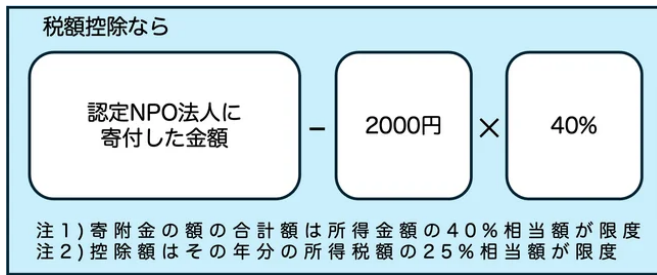 税額控除なら
認定NPO法人に
寄付した金額
－
2000円
×
40%
注1)寄附金の額の合計額は所得金額の40%相当額が限度
注2)控除額はその年分の所得税額の25%相当額が限度